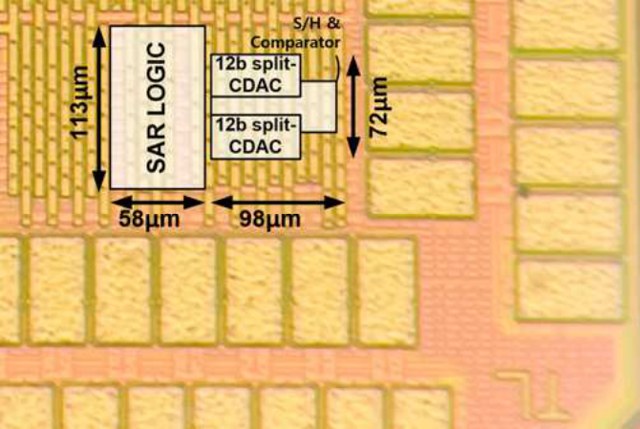 S/H &
Comparator
12b split-
CDAC
SAR LOGIC
113μm
72μm
12b split-
CDAC
58μm
98μm